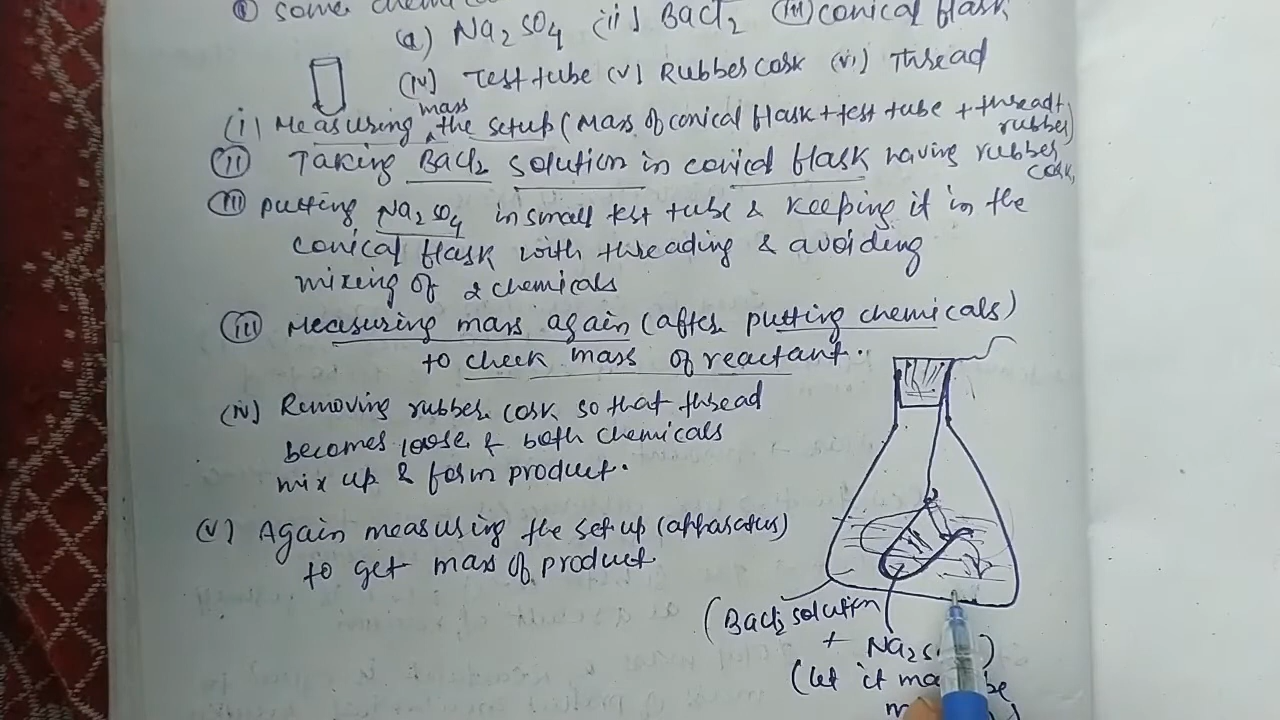 ① some chemic
(a) Na2SO4 (ii) BaCl2 (iii) conical flask
(iv) Test tube (v) Rubber cork (vi) Thread
(i) Measuring mass the setup (Mass of conical flask + test tube + thread + rubber)
(ii) Taking BaCl2 solution in conical flask having rubber cork,
(iii) putting Na2SO4 in small test tube & keeping it in the
conical flask with threading & avoiding
mixing of 2 chemicals
(iii) Measuring mass again (after putting chemicals)
to check mass of reactant.
(iv) Removing rubber cork so that thread
becomes loose & both chemicals
mix up & form product.
(v) Again measuring the setup (apparatus)
to get mass of product.
(BaCl2 solution
+ Na2S )
(let it ma be